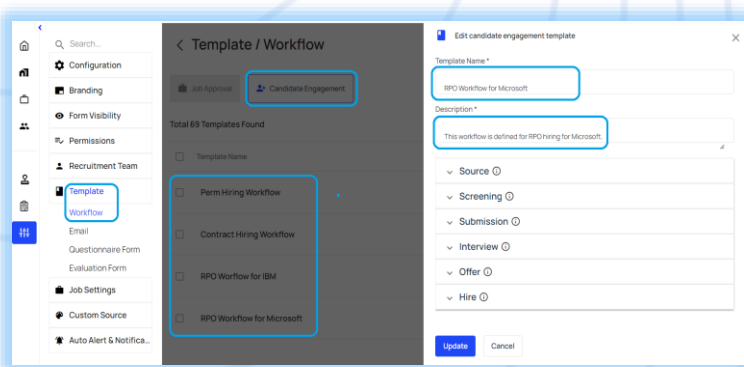 Search...
Configuration
Branding
Form Visibility
Permissions
Recruitment Team
Template
Workflow
Email
Questionnaire Form
Evaluation Form
Job Settings
Custom Source
Auto Alert & Notifica...
Template / Workflow
Job Approval
Candidate Engagement
Total 69 Templates Found
Template Name
Perm Hiring Workflow
Contract Hiring Workflow
RPO Worflow for IBM
RPO Workflow for Microsoft
Edit candidate engagement template
Template Name *
RPO Workflow for Microsoft
Description *
This workflow is defined for RPO hiring for Microsoft.
Source
Screening
Submission
Interview
Offer
Hire
Update Cancel